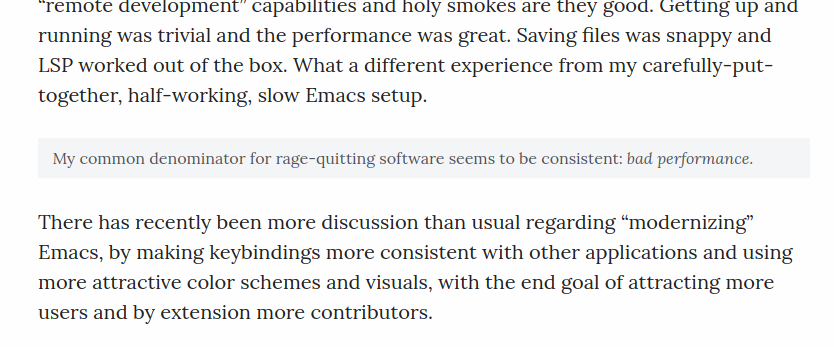 “remote development” capabilities and holy smokes are they good. Getting up and
running was trivial and the performance was great. Saving files was snappy and
LSP worked out of the box. What a different experience from my carefully-put-
together, half-working, slow Emacs setup.
My common denominator for rage-quitting software seems to be consistent: bad performance.
There has recently been more discussion than usual regarding “modernizing”
Emacs, by making keybindings more consistent with other applications and using
more attractive color schemes and visuals, with the end goal of attracting more
users and by extension more contributors.